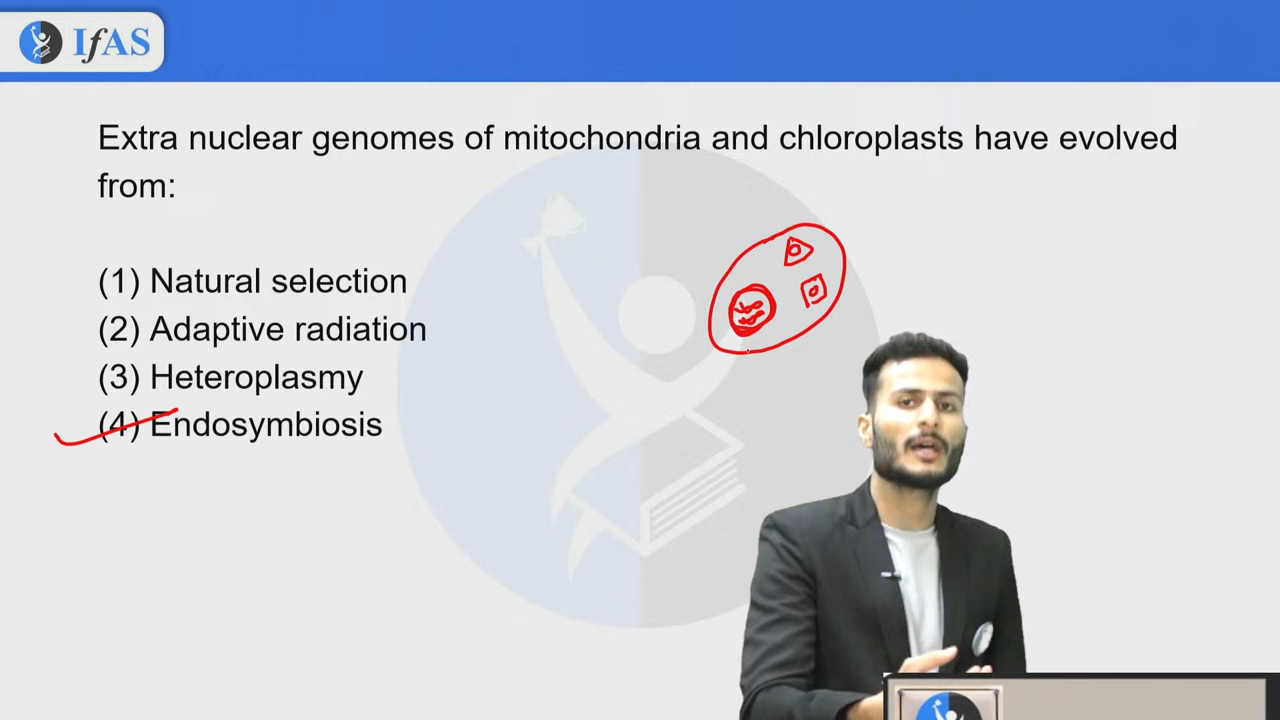 IfAS
Extra nuclear genomes of mitochondria and chloroplasts have evolved
from:
(1) Natural selection
(2) Adaptive radiation
(3) Heteroplasmy
(4) Endosymbiosis